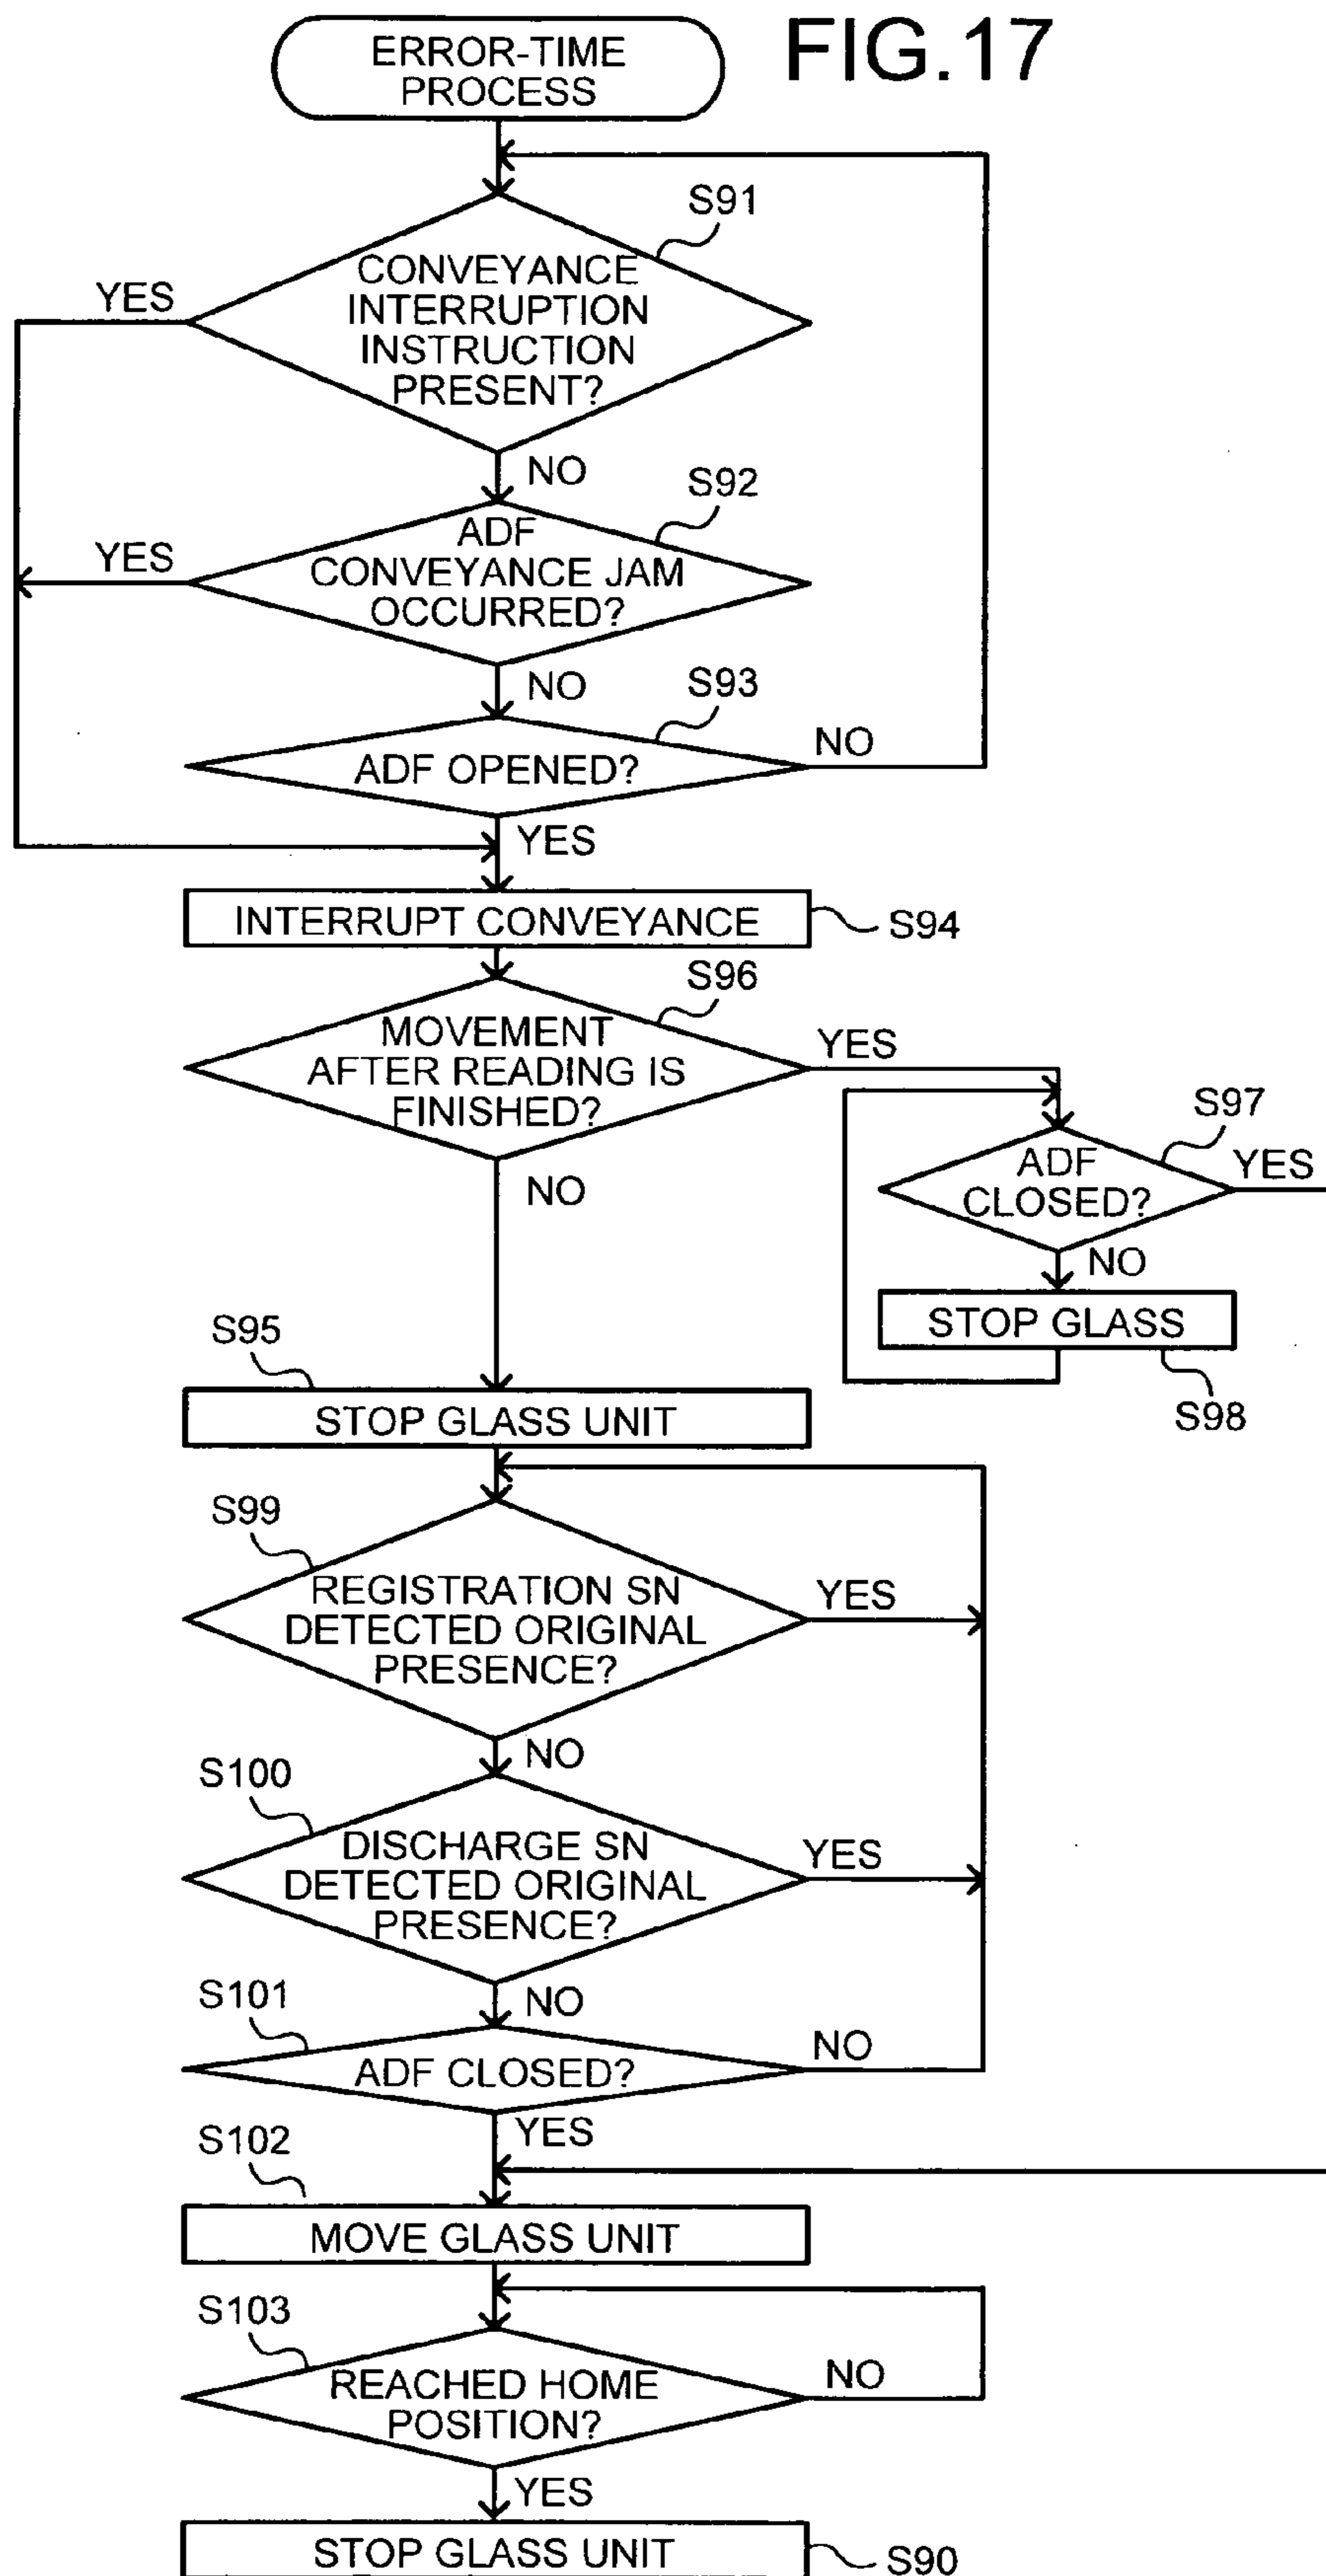 FIG.17
ERROR-TIME
PROCESS
S91
CONVEYANCE
INTERRUPTION
INSTRUCTION
PRESENT?
YES
NO
S92
ADF
CONVEYANCE JAM
OCCURRED?
YES
NO
S93
ADF OPENED?
NO
YES
INTERRUPT CONVEYANCE
S94
S96
MOVEMENT
AFTER READING IS
FINISHED?
YES
NO
S97
ADF
CLOSED?
YES
NO
STOP GLASS
S98
S95
STOP GLASS UNIT
S99
REGISTRATION SN
DETECTED ORIGINAL
PRESENCE?
YES
NO
S100
DISCHARGE SN
DETECTED ORIGINAL
PRESENCE?
YES
NO
S101
ADF CLOSED?
NO
YES
S102
MOVE GLASS UNIT
S103
REACHED HOME
POSITION?
NO
YES
STOP GLASS UNIT
S90